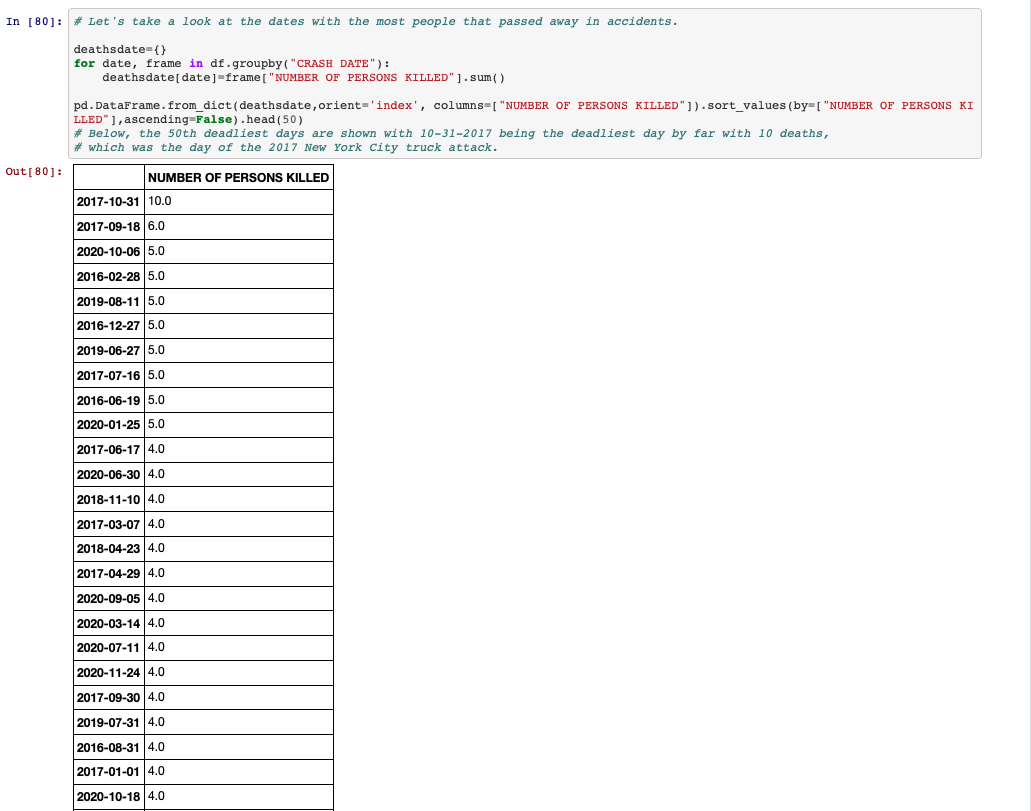 In [80]: # Let's take a look at the dates with the most people that passed away in accidents.
deathsdate={}
for date, frame in df.groupby("CRASH DATE"):
    deathsdate[date]=frame["NUMBER OF PERSONS KILLED"].sum()
pd.DataFrame.from_dict(deathsdate,orient='index', columns=["NUMBER OF PERSONS KILLED"]).sort_values(by=["NUMBER OF PERSONS KI
LLED"],ascending=False).head(50)
# Below, the 50th deadliest days are shown with 10-31-2017 being the deadliest day by far with 10 deaths,
# which was the day of the 2017 New York City truck attack.
Out[80]:
NUMBER OF PERSONS KILLED
2017-10-31 10.0
2017-09-18 6.0
2020-10-06 5.0
2016-02-28 5.0
2019-08-11 5.0
2016-12-27 5.0
2019-06-27 5.0
2017-07-16 5.0
2016-06-19 5.0
2020-01-25 5.0
2017-06-17 4.0
2020-06-30 4.0
2018-11-10 4.0
2017-03-07 4.0
2018-04-23 4.0
2017-04-29 4.0
2020-09-05 4.0
2020-03-14 4.0
2020-07-11 4.0
2020-11-24 4.0
2017-09-30 4.0
2019-07-31 4.0
2016-08-31 4.0
2017-01-01 4.0
2020-10-18 4.0